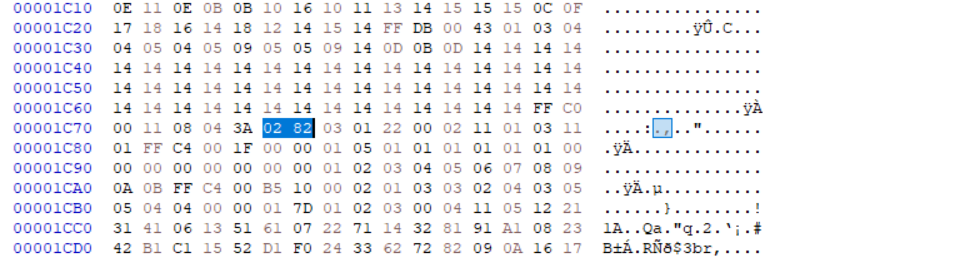 00001C10 0E 11 0E 0B 0B 10 16 10 11 13 14 15 15 15 0C 0F ................
00001C20 17 18 16 14 18 12 14 15 14 FF DB 00 43 01 03 04 .........ÿÛ.C...
00001C30 04 05 04 05 09 05 05 09 14 0D 0B 0D 14 14 14 14 ................
00001C40 14 14 14 14 14 14 14 14 14 14 14 14 14 14 14 14 ................
00001C50 14 14 14 14 14 14 14 14 14 14 14 14 14 14 14 14 ................
00001C60 14 14 14 14 14 14 14 14 14 14 14 14 14 14 FF C0 ..............ÿÀ
00001C70 00 11 08 04 3A 02 82 03 01 22 00 02 11 01 03 11 ....:.‚.."......
00001C80 01 FF C4 00 1F 00 00 01 05 01 01 01 01 01 01 00 .ÿÄ.............
00001C90 00 00 00 00 00 00 00 01 02 03 04 05 06 07 08 09 ................
00001CA0 0A 0B FF C4 00 B5 10 00 02 01 03 03 02 04 03 05 ..ÿÄ.µ..........
00001CB0 05 04 04 00 00 01 7D 01 02 03 00 04 11 05 12 21 ......}........!
00001CC0 31 41 06 13 51 61 07 22 71 14 32 81 91 A1 08 23 1A..Qa."q.2.‘¡.#
00001CD0 42 B1 C1 15 52 D1 F0 24 33 62 72 82 09 0A 16 17 B±Á.RÑð$3br‚....